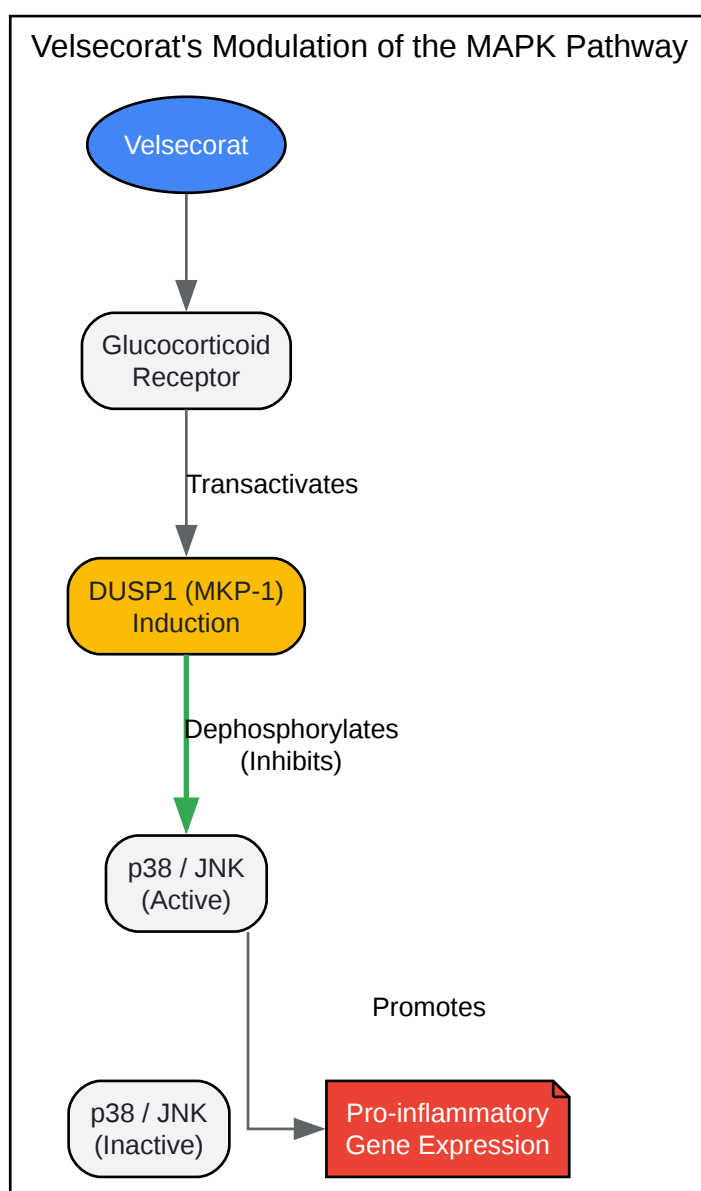 Velsecorat's Modulation of the MAPK Pathway
Velsecorat
Glucocorticoid
Receptor
Transactivates
DUSP1 (MKP-1)
Induction
Dephosphorylates
(Inhibits)
p38 / JNK
(Active)
Promotes
p38 / JNK
(Inactive)
Pro-inflammatory
Gene Expression